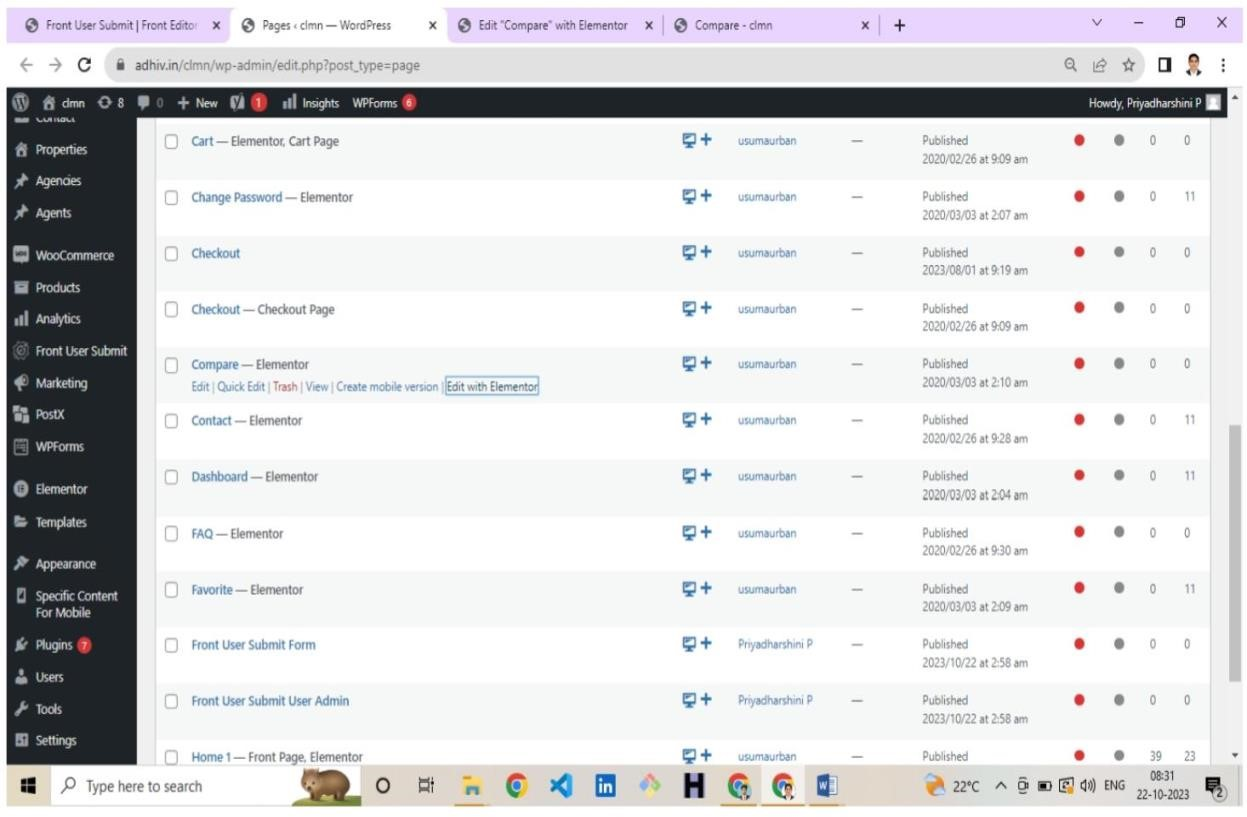 Front User Submit | Front Editor
Pages ‹ clmn — WordPress
Edit "Compare" with Elementor
Compare - clmn
adhiv.in/clmn/wp-admin/edit.php?post_type=page
clmn 8 0 + New 1 Insights WPForms 6 Howdy, Priyadharshini P
Contact
Properties
Agencies
Agents
WooCommerce
Products
Analytics
Front User Submit
Marketing
PostX
WPForms
Elementor
Templates
Appearance
Specific Content
For Mobile
Plugins 7
Users
Tools
Settings
Cart — Elementor, Cart Page usumaurban — Published 0 0
2020/02/26 at 9:09 am
Change Password — Elementor usumaurban — Published 0 11
2020/03/03 at 2:07 am
Checkout usumaurban — Published 0 0
2023/08/01 at 9:19 am
Checkout — Checkout Page usumaurban — Published 0 0
2020/02/26 at 9:09 am
Compare — Elementor usumaurban — Published 0 0
Edit | Quick Edit | Trash | View | Create mobile version | Edit with Elementor 2020/03/03 at 2:10 am
Contact — Elementor usumaurban — Published 0 11
2020/02/26 at 9:28 am
Dashboard — Elementor usumaurban — Published 0 11
2020/03/03 at 2:04 am
FAQ — Elementor usumaurban — Published 0 0
2020/02/26 at 9:30 am
Favorite — Elementor usumaurban — Published 0 11
2020/03/03 at 2:09 am
Front User Submit Form Priyadharshini P — Published 0 0
2023/10/22 at 2:58 am
Front User Submit User Admin Priyadharshini P — Published 0 0
2023/10/22 at 2:58 am
Home 1 — Front Page, Elementor usumaurban — Published 39 23
Type here to search
22°C ENG 08:31
22-10-2023 2